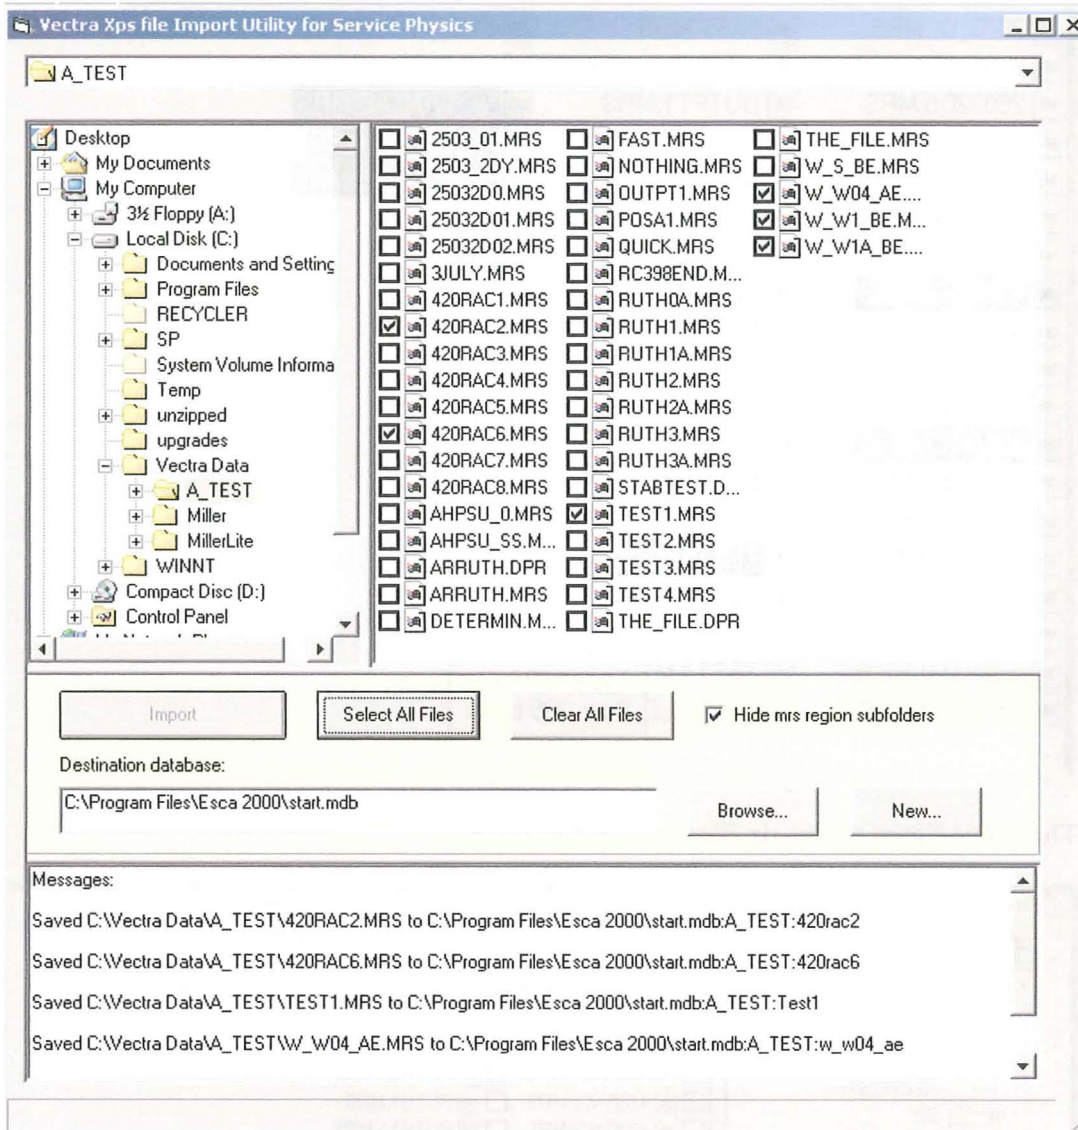 Vectra Xps file Import Utility for Service Physics
A_TEST
Desktop
My Documents
My Computer
3½ Floppy (A:)
Local Disk (C:)
Documents and Setting
Program Files
RECYCLER
SP
System Volume Informa
Temp
unzipped
upgrades
Vectra Data
A_TEST
Miller
MillerLite
WINNT
Compact Disc (D:)
Control Panel
2503_01.MRS
2503_2DY.MRS
25032D0.MRS
25032D01.MRS
25032D02.MRS
3JULY.MRS
420RAC1.MRS
420RAC2.MRS
420RAC3.MRS
420RAC4.MRS
420RAC5.MRS
420RAC6.MRS
420RAC7.MRS
420RAC8.MRS
AHPSU_0.MRS
AHPSU_SS.M...
ARRUTH.DPR
ARRUTH.MRS
DETERMIN.M...
FAST.MRS
NOTHING.MRS
OUTPT1.MRS
POSA1.MRS
QUICK.MRS
RC398END.M...
RUTH0A.MRS
RUTH1.MRS
RUTH1A.MRS
RUTH2.MRS
RUTH2A.MRS
RUTH3.MRS
RUTH3A.MRS
STABTEST.D...
TEST1.MRS
TEST2.MRS
TEST3.MRS
TEST4.MRS
THE_FILE.DPR
THE_FILE.MRS
W_S_BE.MRS
W_W04_AE....
W_W1_BE.M...
W_W1A_BE....
Import
Select All Files
Clear All Files
Hide mrs region subfolders
Destination database:
C:\Program Files\Esca 2000\start.mdb
Browse...
New...
Messages:
Saved C:\Vectra Data\A_TEST\420RAC2.MRS to C:\Program Files\Esca 2000\start.mdb:A_TEST:420rac2
Saved C:\Vectra Data\A_TEST\420RAC6.MRS to C:\Program Files\Esca 2000\start.mdb:A_TEST:420rac6
Saved C:\Vectra Data\A_TEST\TEST1.MRS to C:\Program Files\Esca 2000\start.mdb:A_TEST:Test1
Saved C:\Vectra Data\A_TEST\W_W04_AE.MRS to C:\Program Files\Esca 2000\start.mdb:A_TEST:w_w04_ae